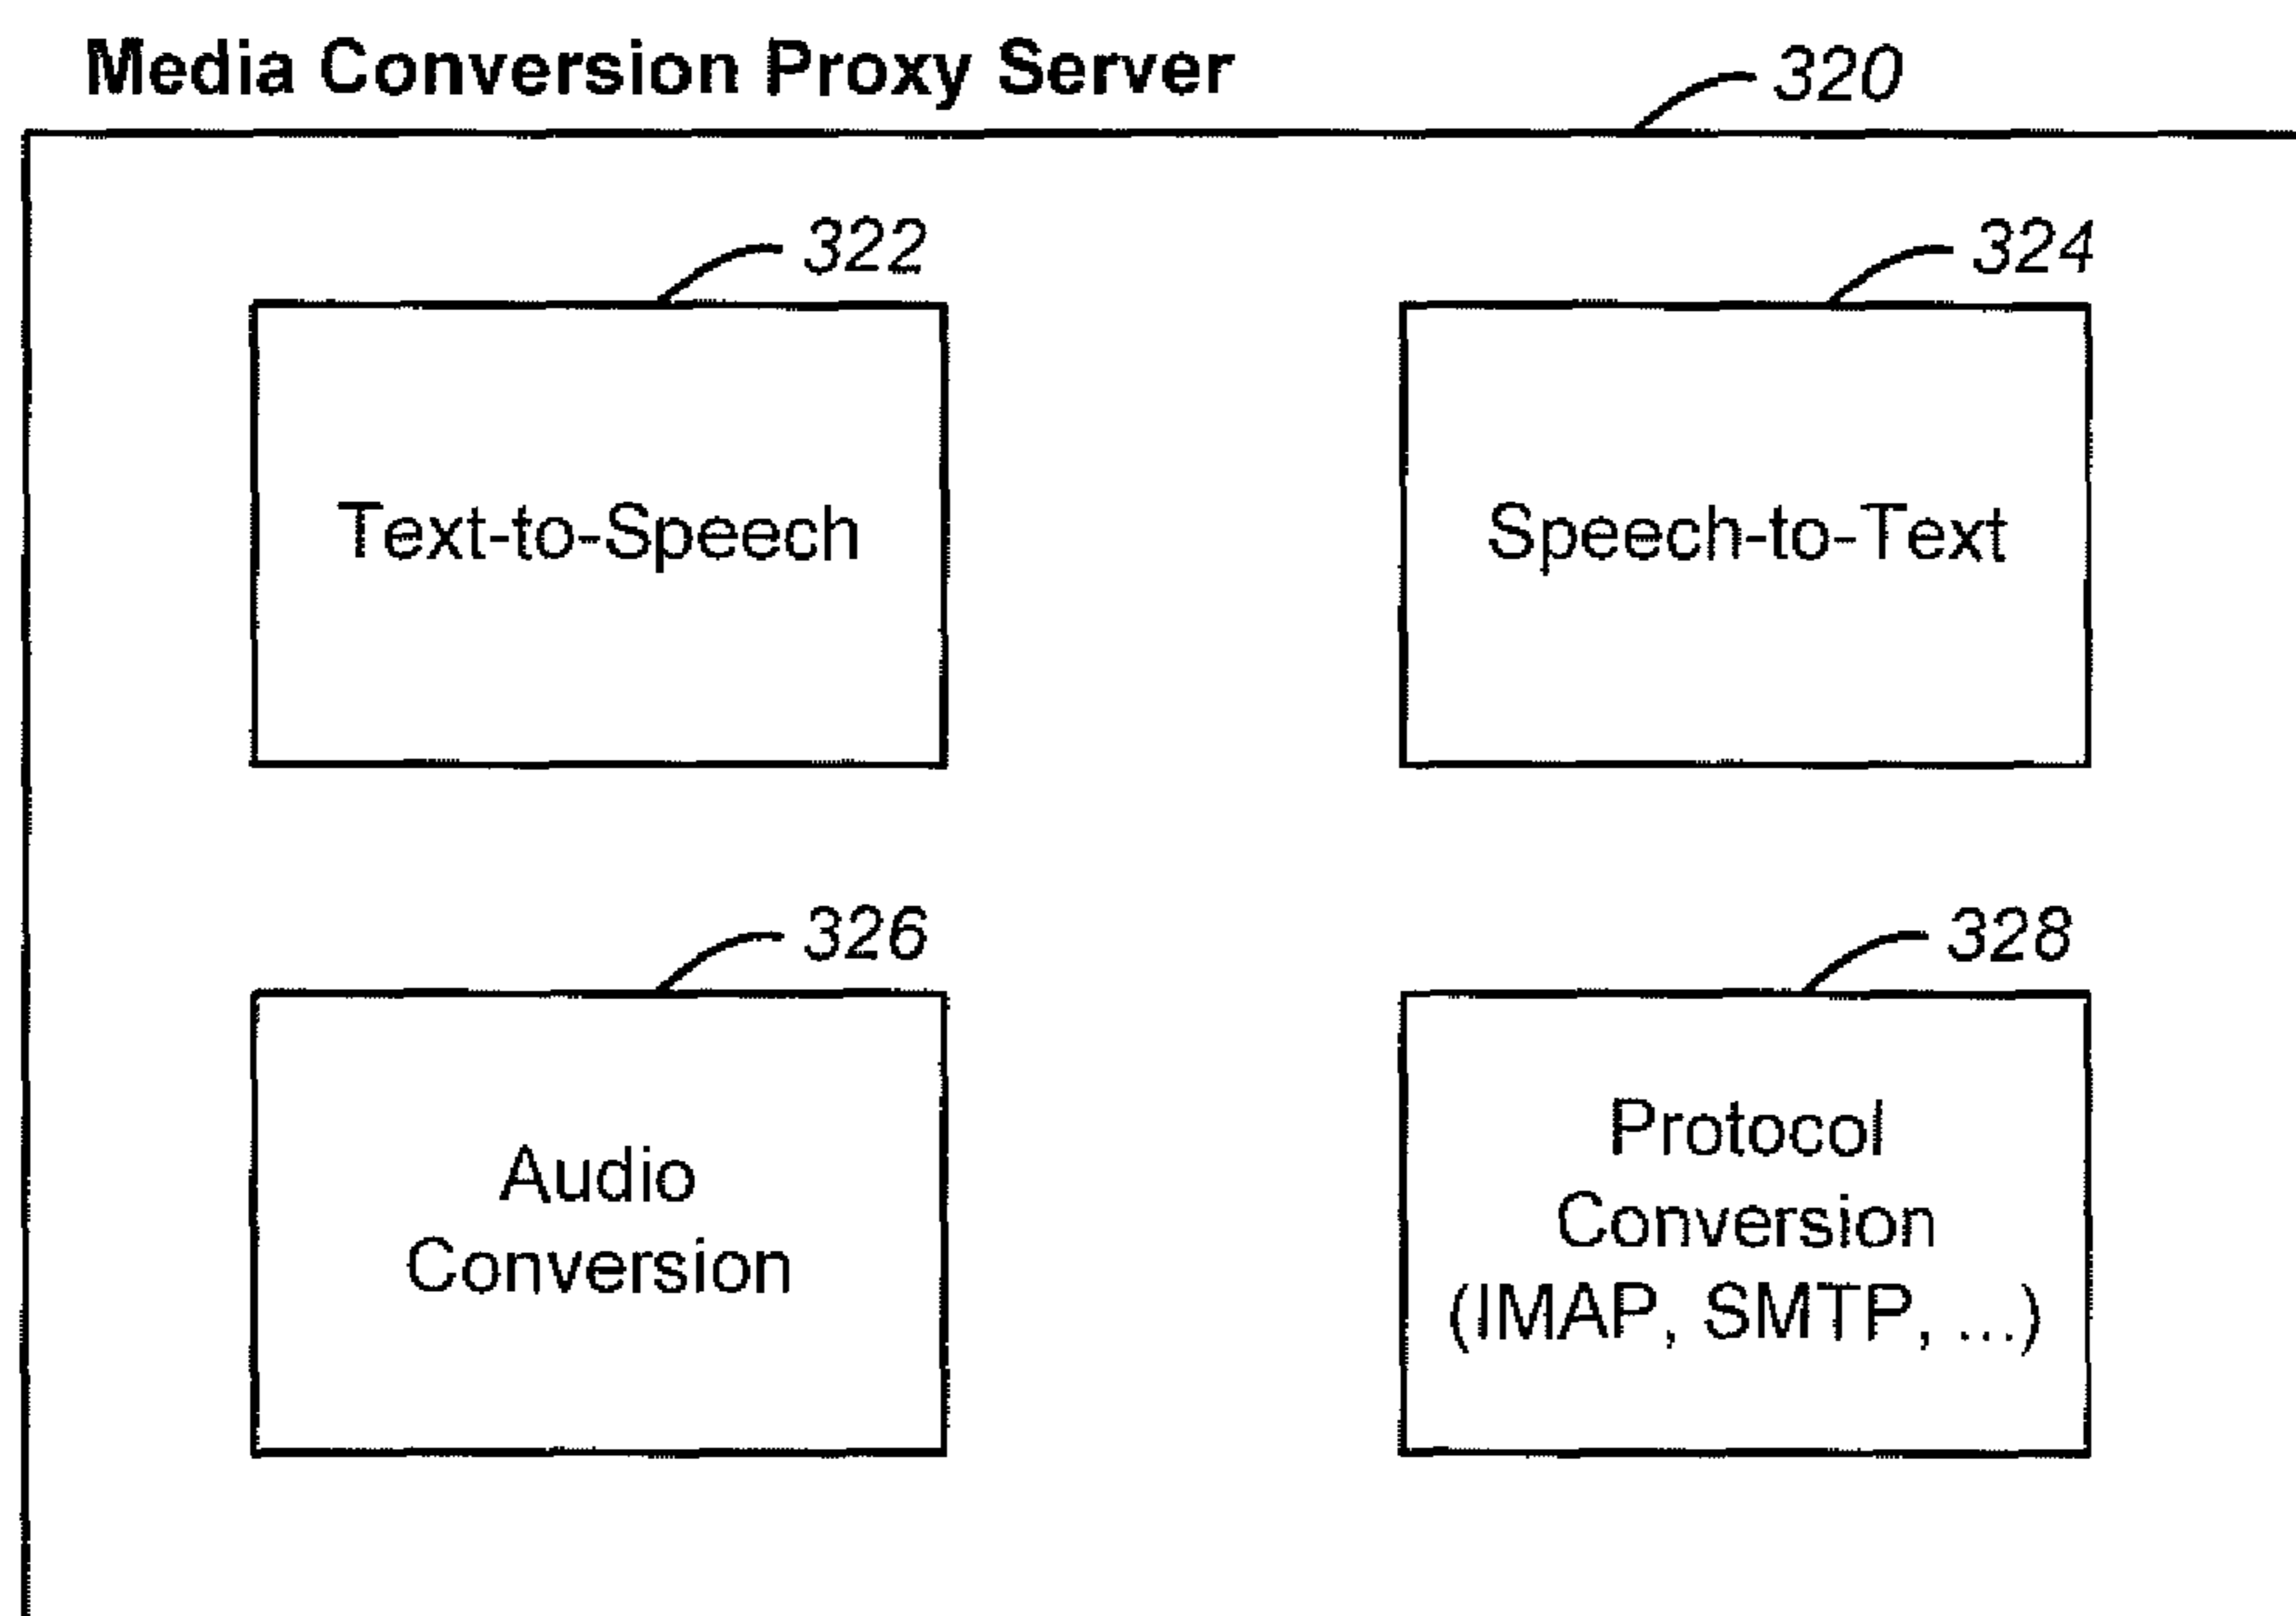 Media Conversion Proxy Server
320
322
324
Text-to-Speech
Speech-to-Text
326
328
Audio
Conversion
Protocol
Conversion
(IMAP, SMTP, ...)